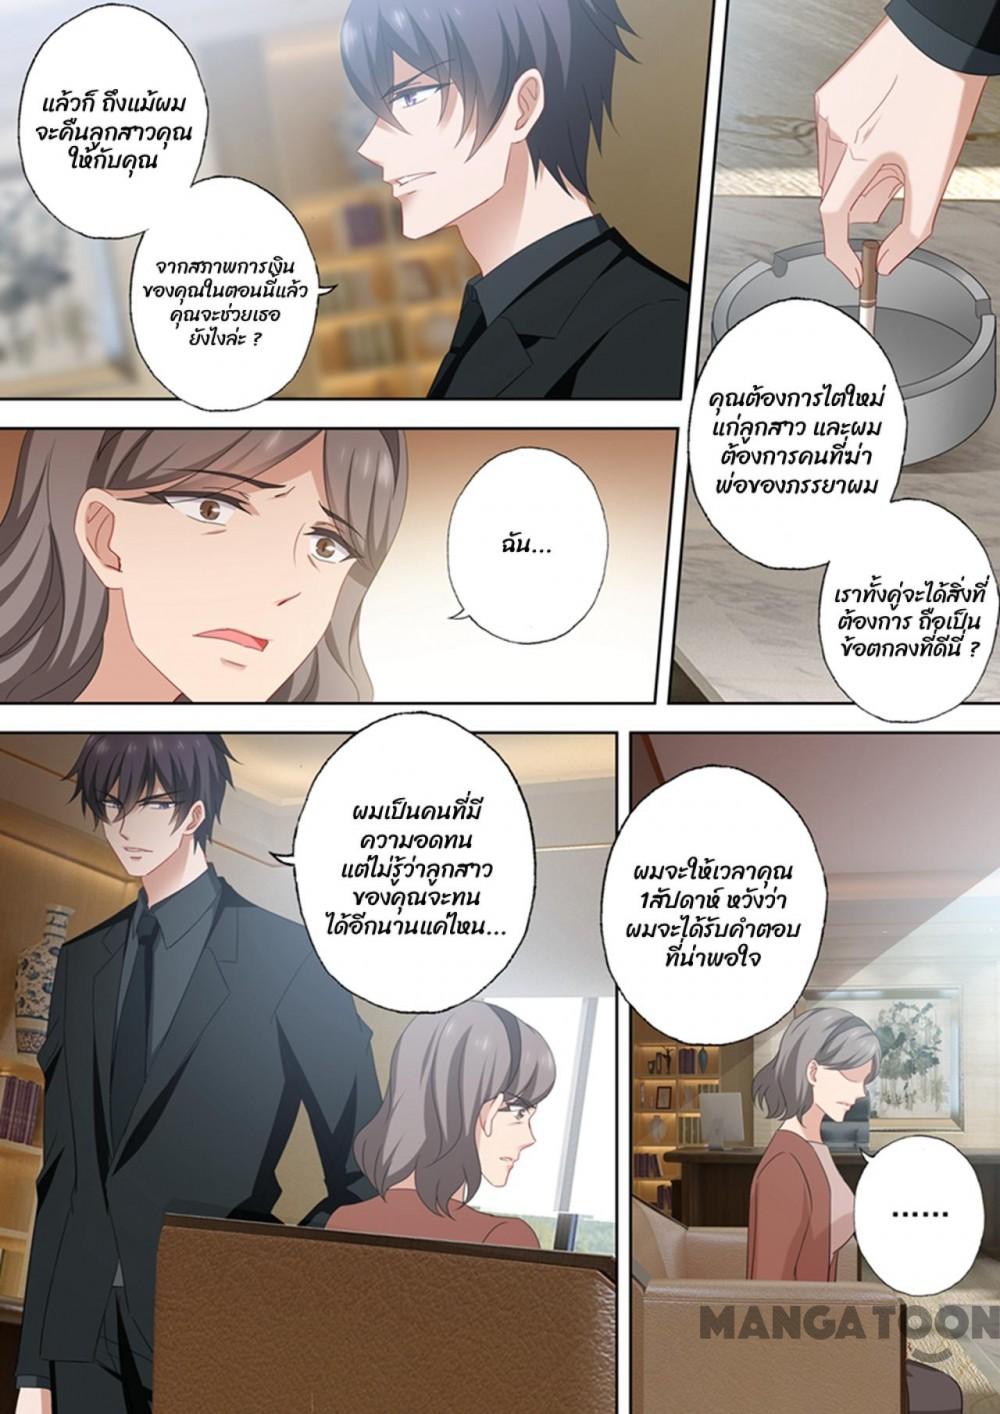 แล้วก็ ถึงแม้ผม
จะคืนลูกสาวคุณ
ให้กับคุณ
จากสภาพการเงิน
ของคุณในตอนนี้แล้ว
คุณจะช่วยเธอ
ยังไงล่ะ ?
คุณต้องการไตใหม่
แก่ลูกสาว และผม
ต้องการคนที่ฆ่า
พ่อของภรรยาผม
เราทั้งคู่จะได้สิ่งที่
ต้องการ ถือเป็น
ข้อตกลงที่ดีนี่ ?
ฉัน...
ผมเป็นคนที่มี
ความอดทน
แต่ไม่รู้ว่าลูกสาว
ของคุณจะทน
ได้อีกนานแค่ไหน...
ผมจะให้เวลาคุณ
1สัปดาห์ หวังว่า
ผมจะได้รับคำตอบ
ที่น่าพอใจ
......
MANGATOON